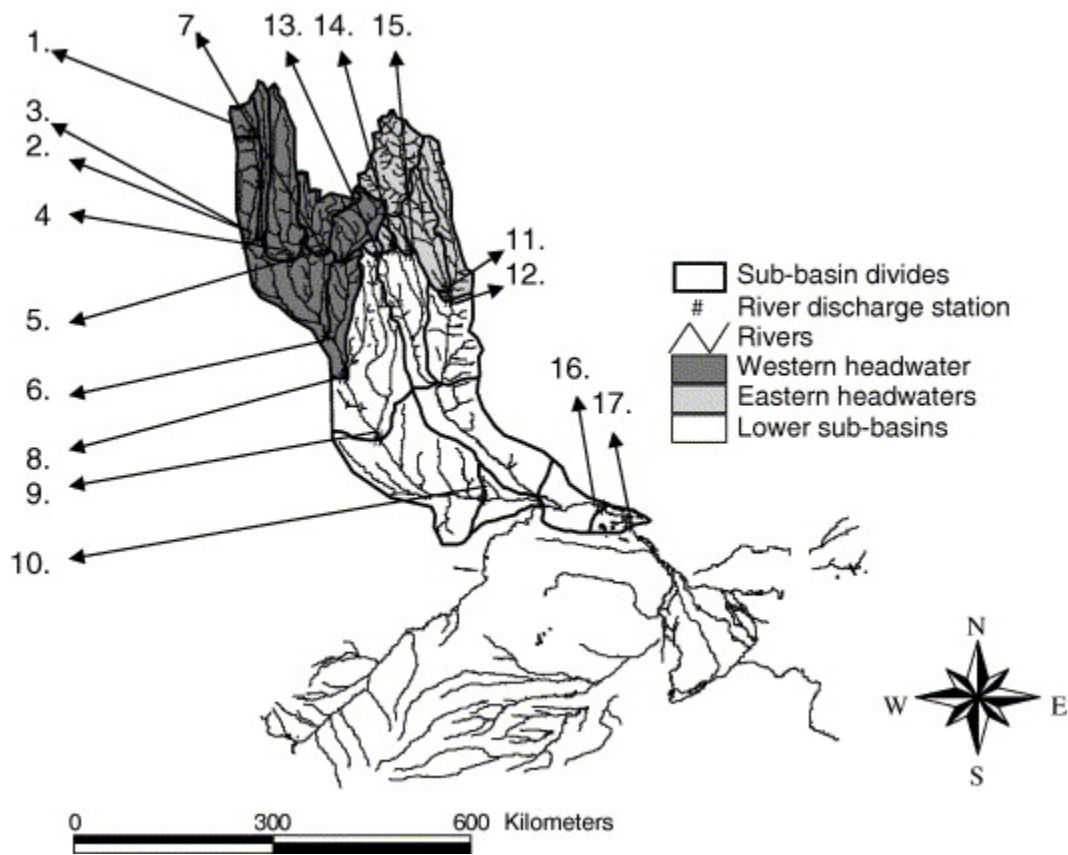 7
13.
14.
15.
1.
3.
2.
4
11.
12.
5.
6.
16.
17.
8.
9.
10.
Sub-basin divides
# River discharge station
Rivers
Western headwater
Eastern headwaters
Lower sub-basins
N
W E
S
0 300 600 Kilometers